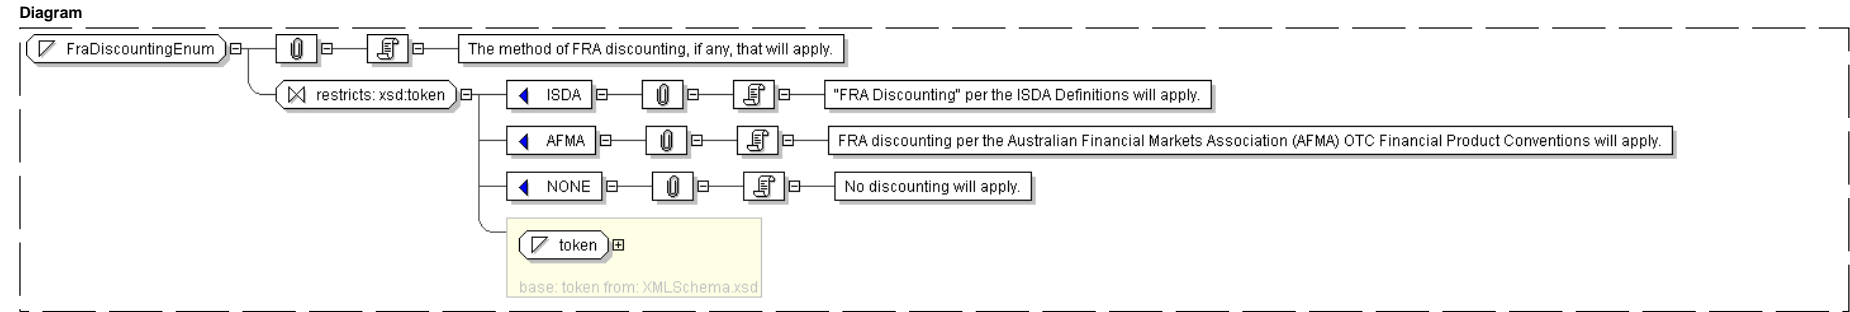 Diagram
FraDiscountingEnum
The method of FRA discounting, if any, that will apply.
restricts: xsd:token
ISDA
"FRA Discounting" per the ISDA Definitions will apply.
AFMA
FRA discounting per the Australian Financial Markets Association (AFMA) OTC Financial Product Conventions will apply.
NONE
No discounting will apply.
token
base: token from: XMLSchema.xsd